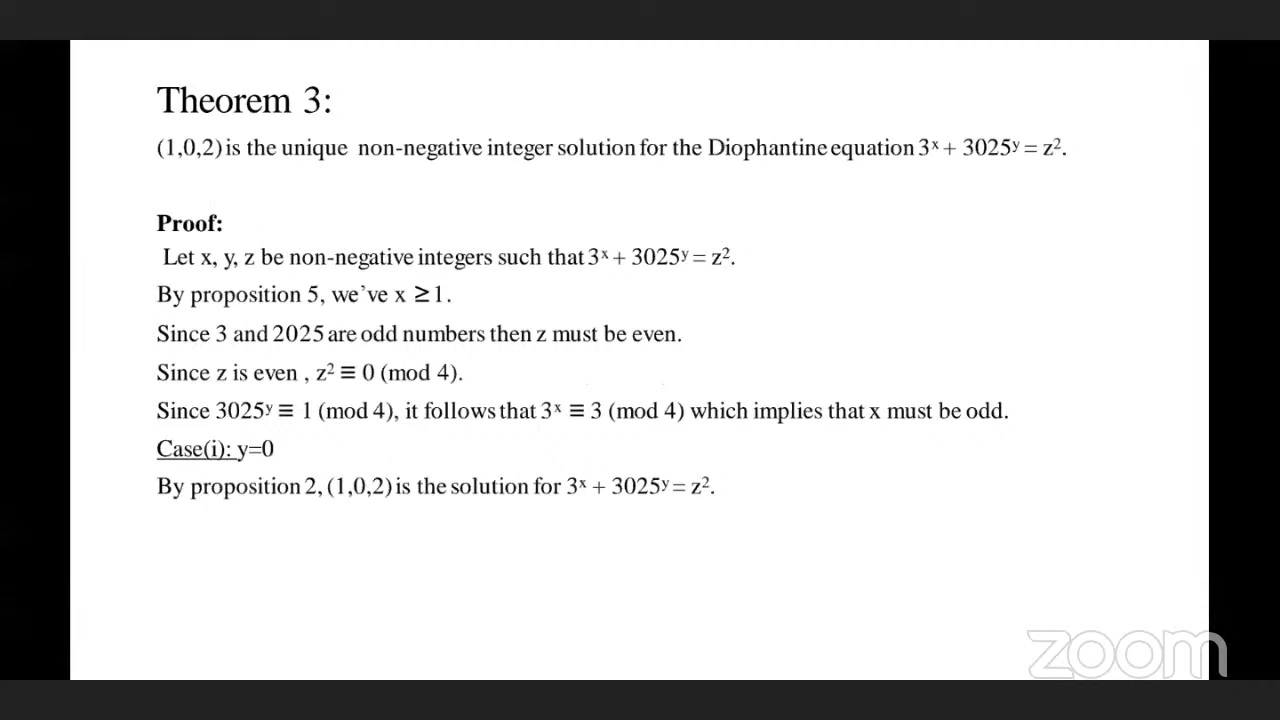 Theorem 3:
(1,0,2) is the unique non-negative integer solution for the Diophantine equation 3ˣ + 3025ʸ = z².
Proof:
Let x, y, z be non-negative integers such that 3ˣ + 3025ʸ = z².
By proposition 5, we’ve x ≥1.
Since 3 and 2025 are odd numbers then z must be even.
Since z is even , z² ≡ 0 (mod 4).
Since 3025ʸ ≡ 1 (mod 4), it follows that 3ˣ ≡ 3 (mod 4) which implies that x must be odd.
Case(i): y=0
By proposition 2, (1,0,2) is the solution for 3ˣ + 3025ʸ = z².
zoom